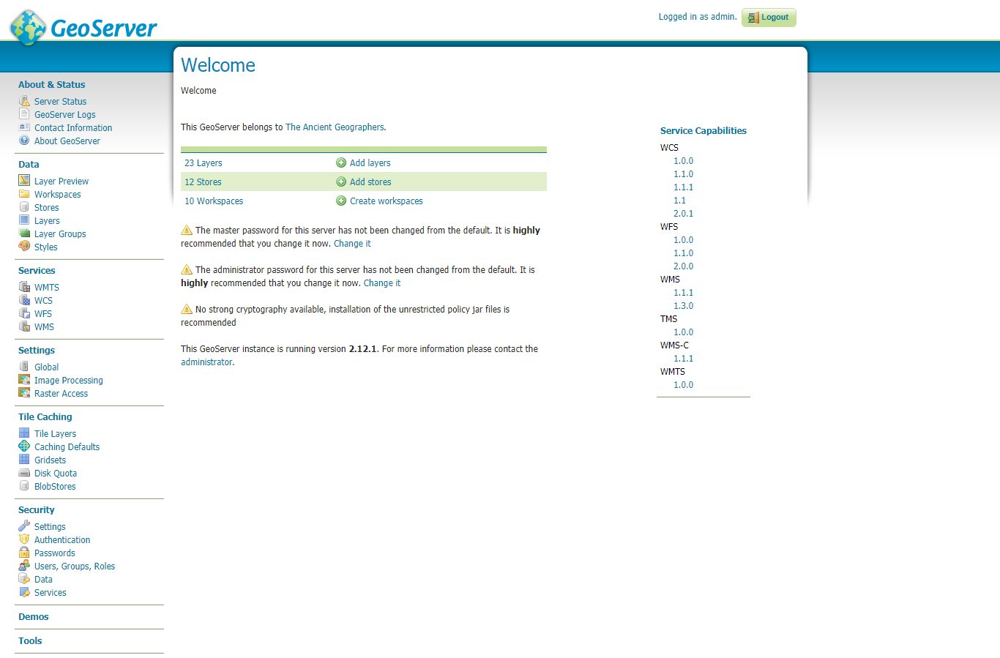 GeoServer
Logged in as admin.
Logout
About & Status
Server Status
GeoServer Logs
Contact Information
About GeoServer
Data
Layer Preview
Workspaces
Stores
Layers
Layer Groups
Styles
Services
WMTS
WCS
WFS
WMS
Settings
Global
Image Processing
Raster Access
Tile Caching
Tile Layers
Caching Defaults
Gridsets
Disk Quota
BlobStores
Security
Settings
Authentication
Passwords
Users, Groups, Roles
Data
Services
Demos
Tools
Welcome
Welcome
This GeoServer belongs to The Ancient Geographers.
23 Layers Add layers
12 Stores Add stores
10 Workspaces Create workspaces
The master password for this server has not been changed from the default. It is highly
recommended that you change it now. Change it
The administrator password for this server has not been changed from the default. It is
highly recommended that you change it now. Change it
No strong cryptography available, installation of the unrestricted policy jar files is
recommended
This GeoServer instance is running version 2.12.1. For more information please contact the
administrator.
Service Capabilities
WCS
1.0.0
1.1.0
1.1.1
1.1
2.0.1
WFS
1.0.0
1.1.0
2.0.0
WMS
1.1.1
1.3.0
TMS
1.0.0
WMS-C
1.1.1
WMTS
1.0.0